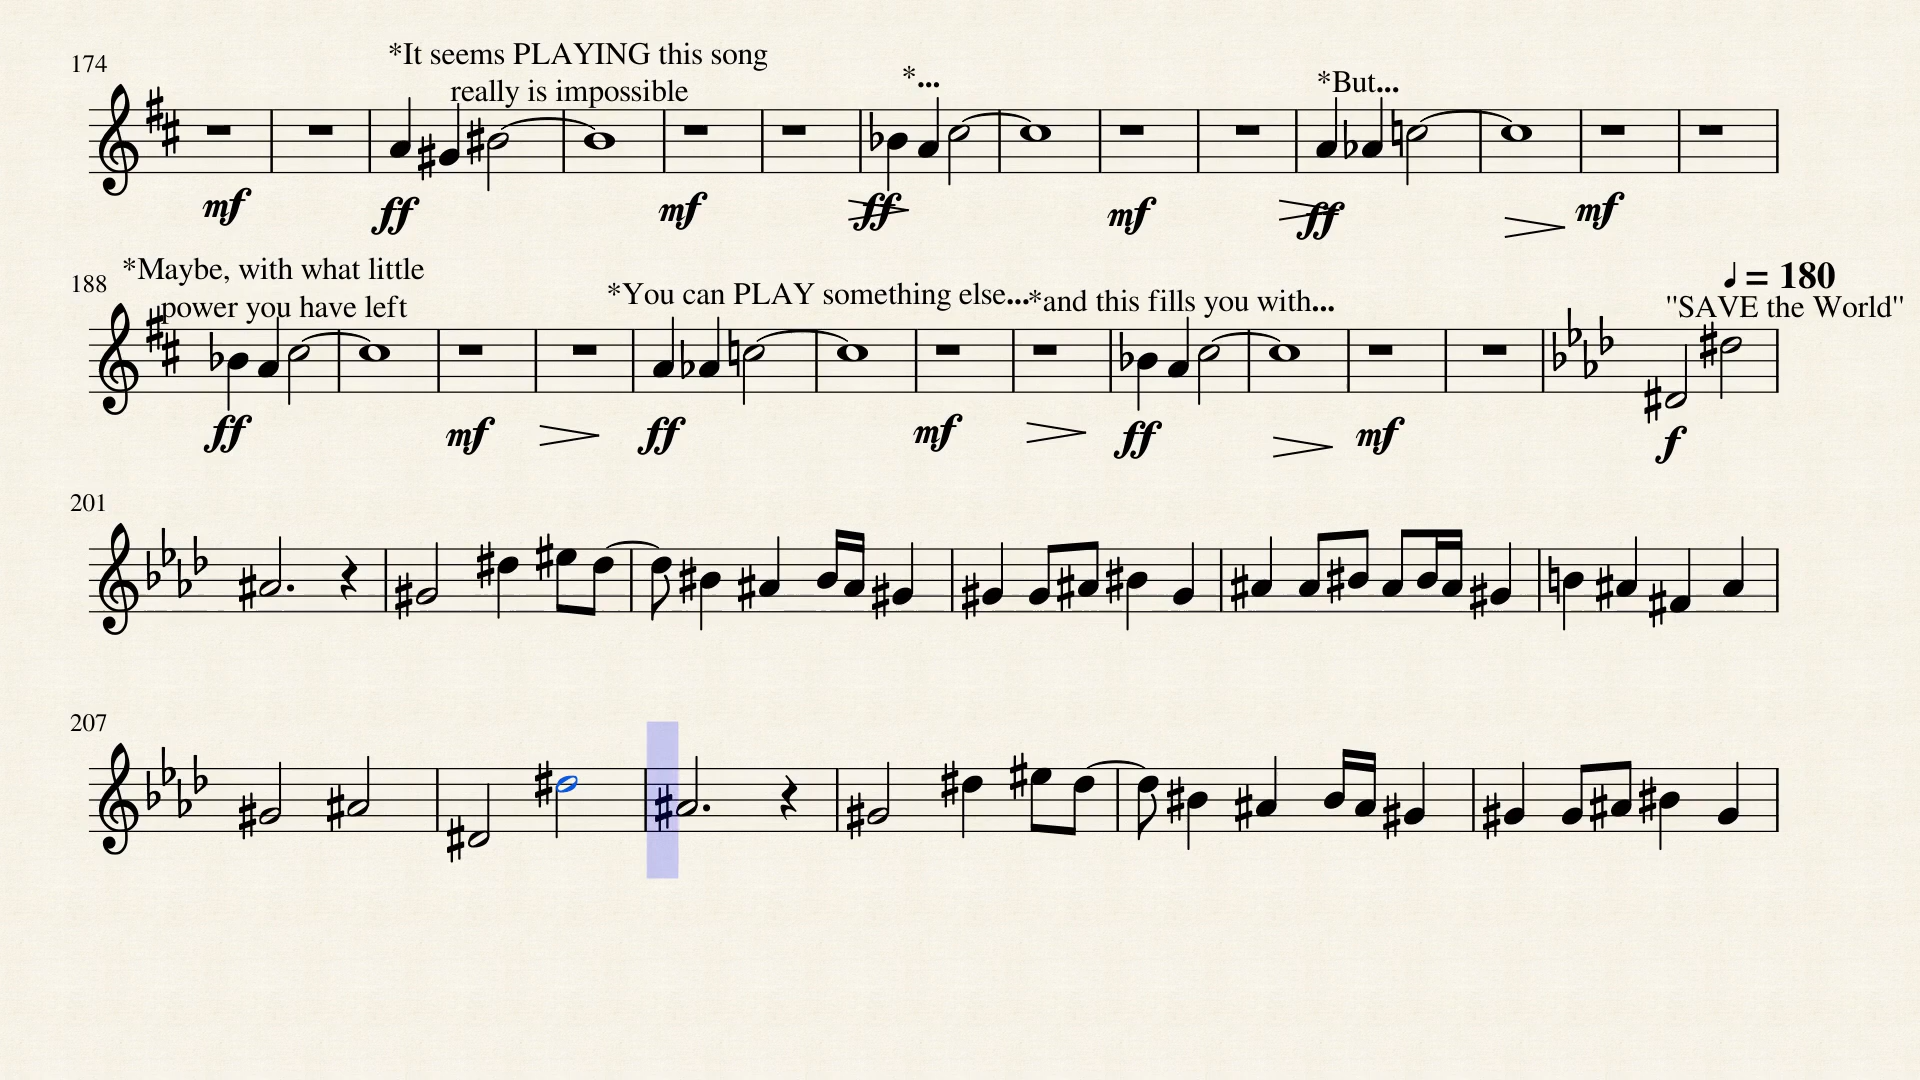 174
*It seems PLAYING this song
really is impossible
*...
*But...
mf ff mf ff mf ff mf
188
*Maybe, with what little
power you have left
*You can PLAY something else...
*and this fills you with...
♩ = 180
"SAVE the World"
ff mf ff mf ff mf f
201
207